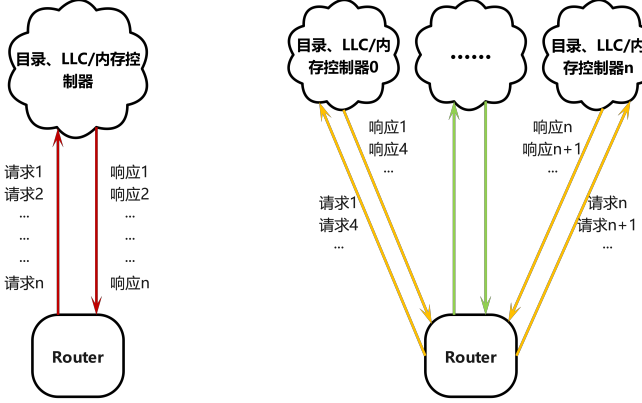 目录、LLC/内存控
制器
请求1
请求2
...
...
...
请求n
响应1
响应2
...
...
...
响应n
Router
目录、LLC/内
存控制器0
......
目录、LLC/内
存控制器n
响应1
响应4
...
请求1
请求4
...
响应n
响应n+1
...
请求n
请求n+1
...
Router